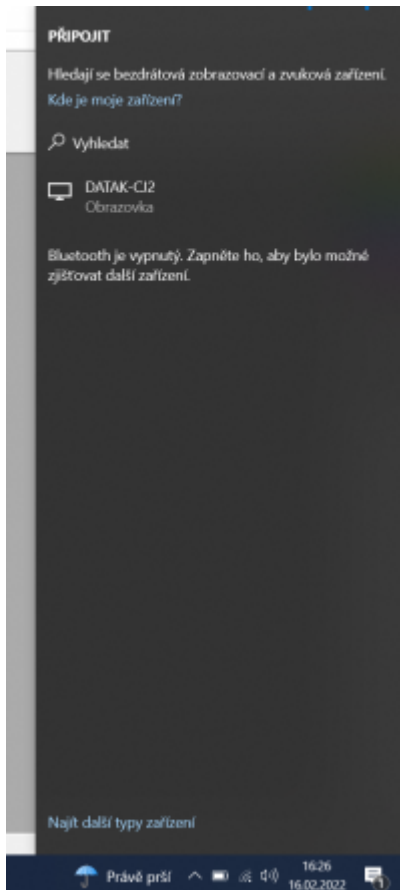 PŘIPOJIT
Hledají se bezdrátová zobrazovací a zvuková zařízení.
Kde je moje zařízení?
Vyhledat
DATAK-CJ2
Obrazovka
Bluetooth je vypnutý. Zapněte ho, aby bylo možné
zjišťovat další zařízení.
Najít další typy zařízení
Právě prší
16:26
16.02.2022
1